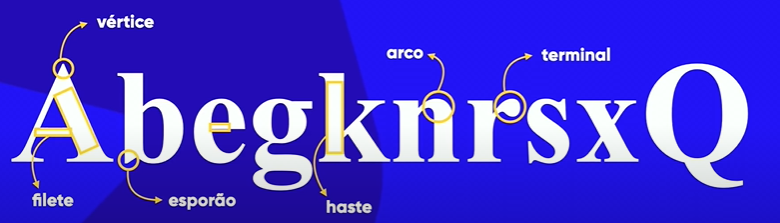 vértice
arco
terminal
AbegknrsxQ
filete
esporão
haste